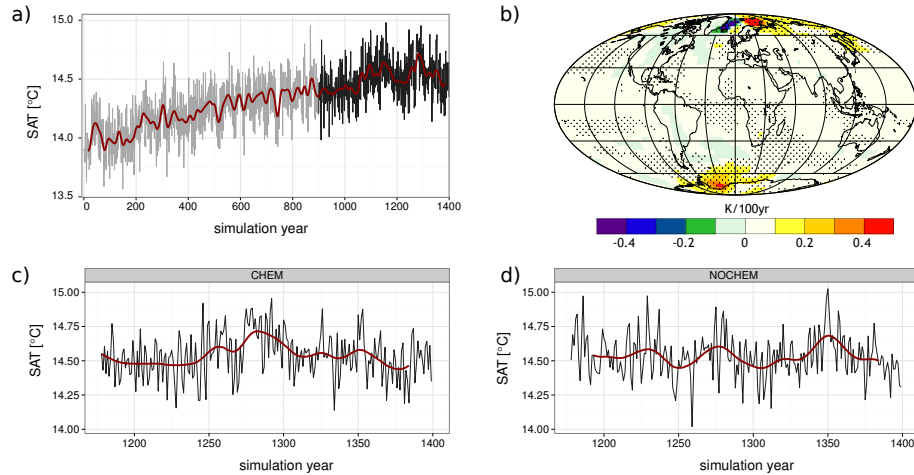 a)
15.0
14.5
14.0
13.5
SAT [°C]
0 200 400 600 800 1000 1200 1400
simulation year
b)
K/100yr
-0.4 -0.2 0 0.2 0.4
c)
CHEM
15.00
14.75
14.50
14.25
14.00
SAT [°C]
1200 1250 1300 1350 1400
simulation year
d)
NOCHEM
15.00
14.75
14.50
14.25
14.00
SAT [°C]
1200 1250 1300 1350 1400
simulation year